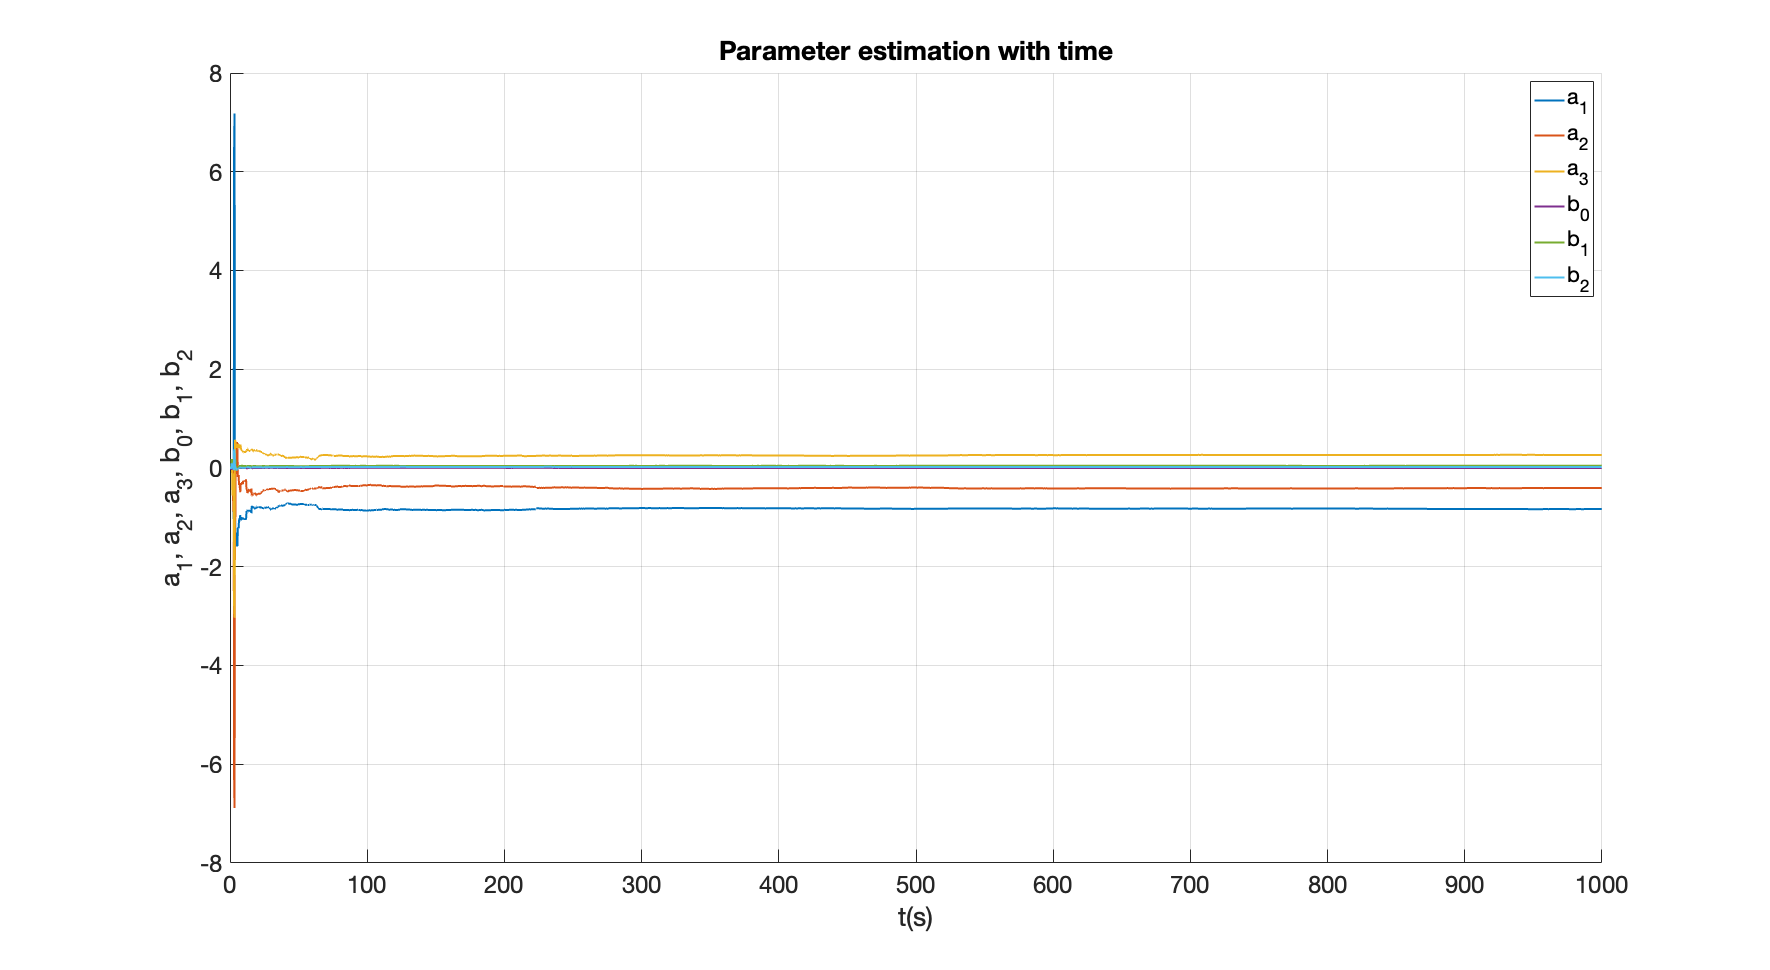 Parameter estimation with time
8
6
4
2
0
-2
-4
-6
-8
a1, a2, a3, b0, b1, b2
a1
a2
a3
b0
b1
b2
0 100 200 300 400 500 600 700 800 900 1000
t(s)